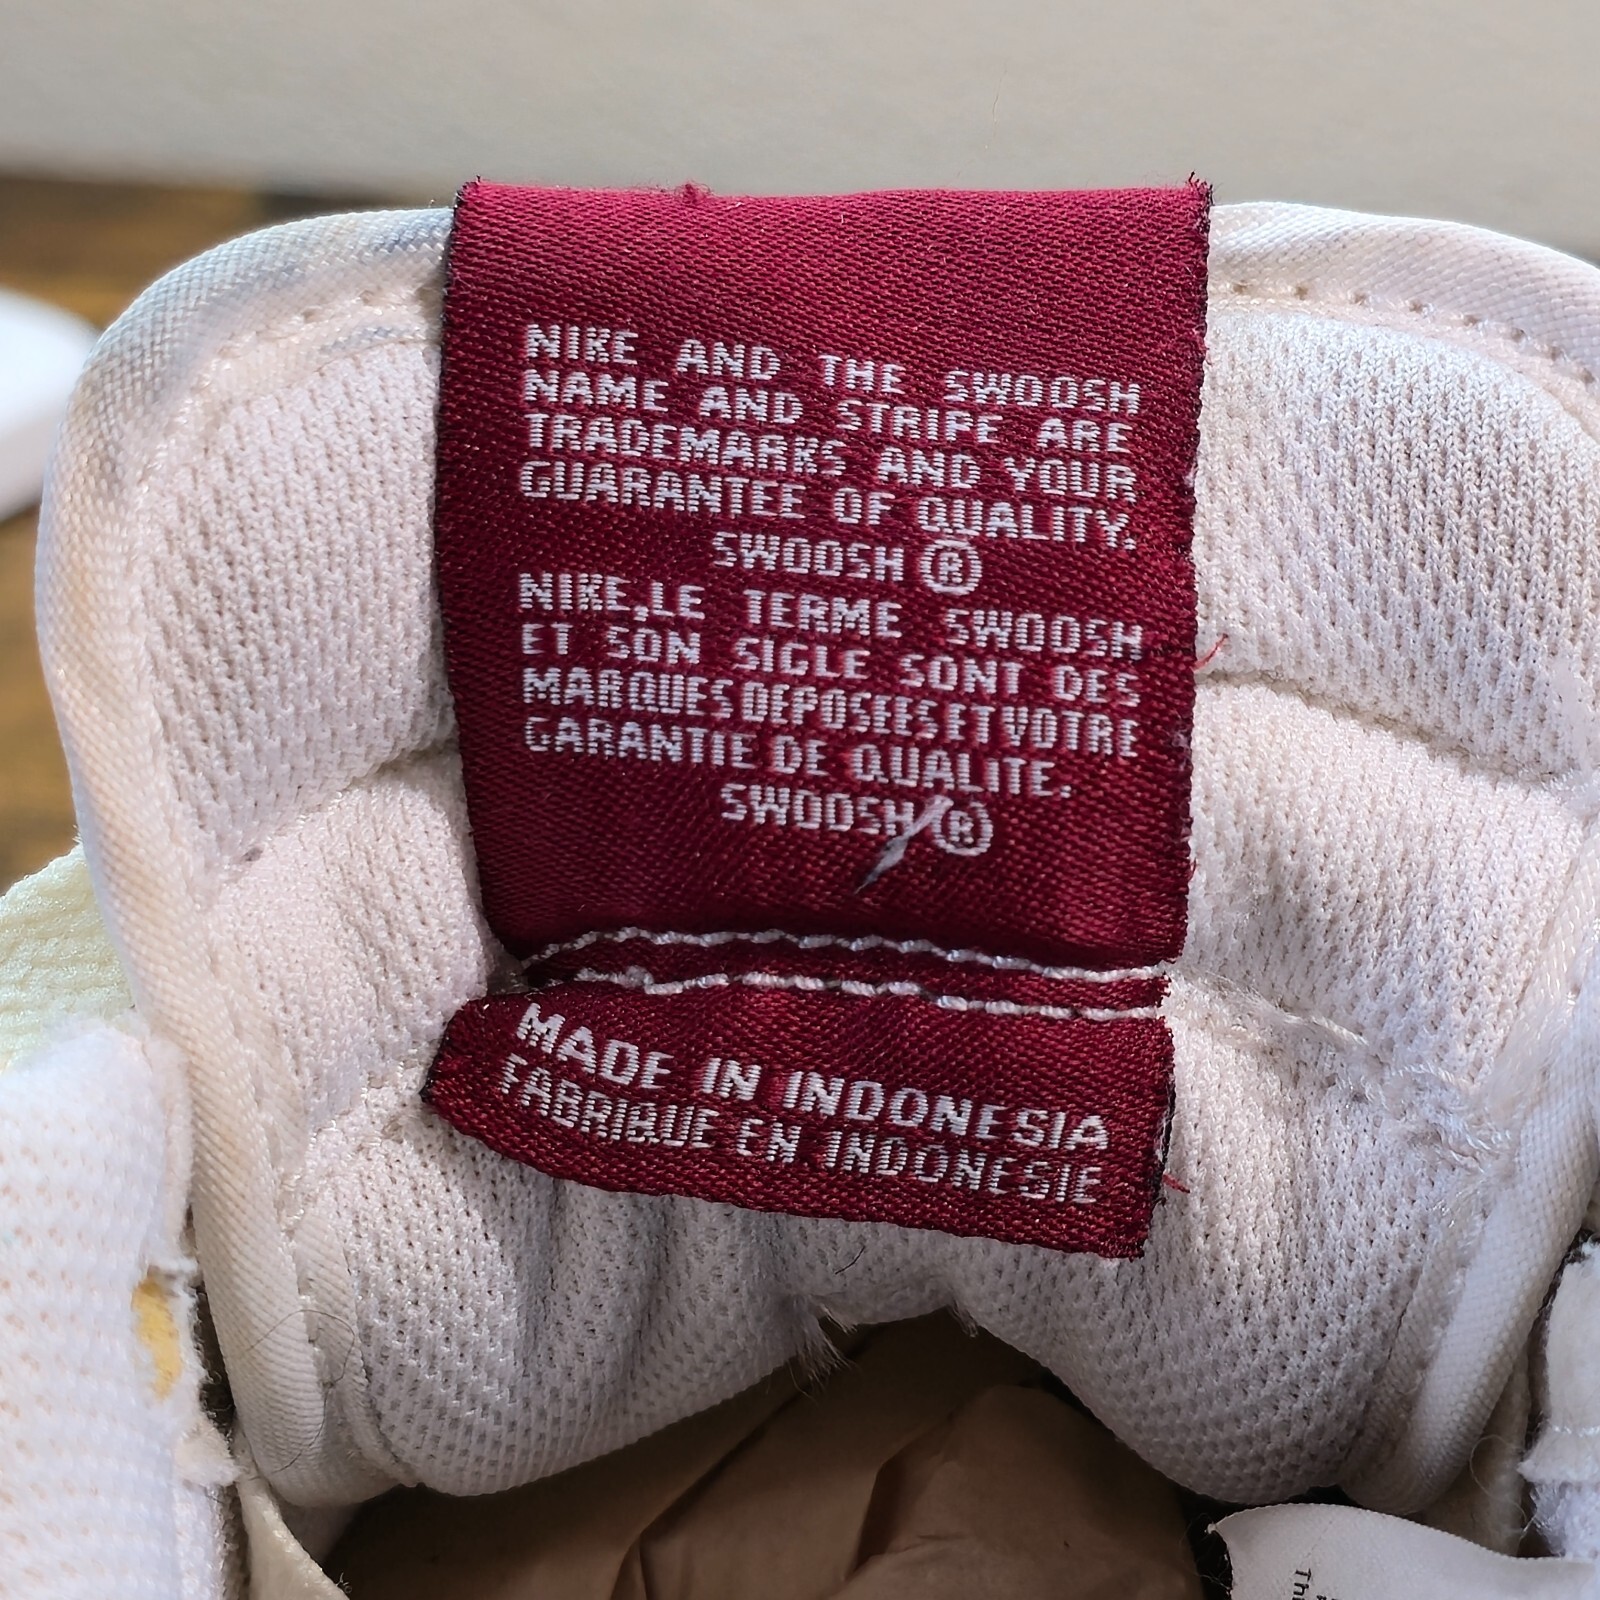 NIKE AND THE SWOOSH
NAME AND STRIPE ARE
TRADEMARKS AND YOUR
GUARANTEE OF QUALITY.
SWOOSH ®
NIKE,LE TERME SWOOSH
ET SON SIGLE SONT DES
MARQUES DEPOSEES ET VOTRE
GARANTIE DE QUALITE.
SWOOSH ®
MADE IN INDONESIA
FABRIQUE EN INDONESIE